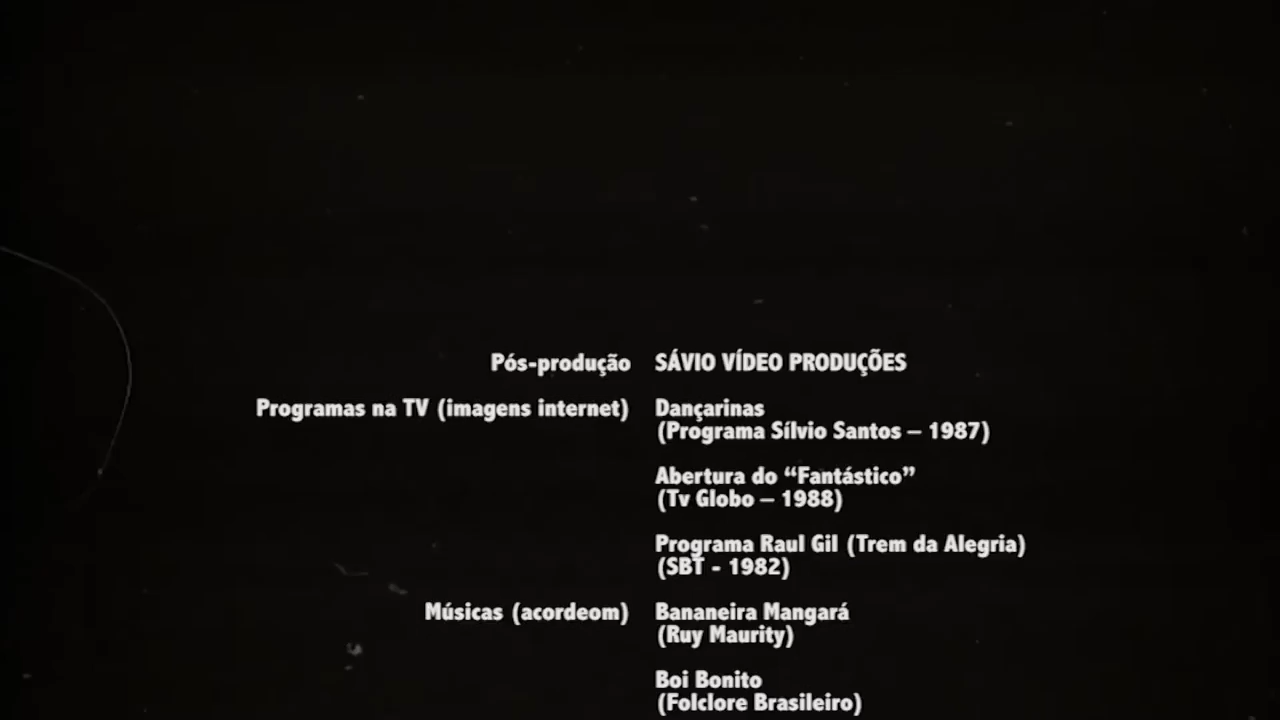 Pós-produção SÁVIO VÍDEO PRODUÇÕES
Programas na TV (imagens internet) Dançarinas
(Programa Sílvio Santos – 1987)
Abertura do “Fantástico”
(Tv Globo – 1988)
Programa Raul Gil (Trem da Alegria)
(SBT - 1982)
Músicas (acordeom) Bananeira Mangará
(Ruy Maurity)
Boi Bonito
(Folclore Brasileiro)